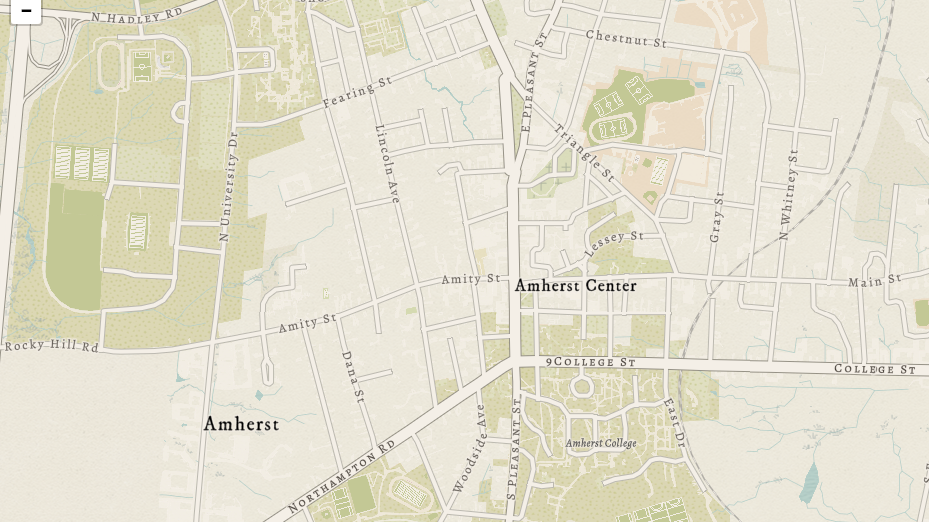 −
N HADLEY RD
Chestnut St
E PLEASANT ST
Fearing St
Lincoln Ave
Triangle St
N University Dr
Gray St
N Whitney St
Lessey St
Amity St
Amherst Center
Main St
Amity St
Rocky Hill Rd
9College St
College St
Dana St
Amherst
East Dr
Woodside Ave
S PLEASANT ST
Amherst College
NORTHAMPTON RD